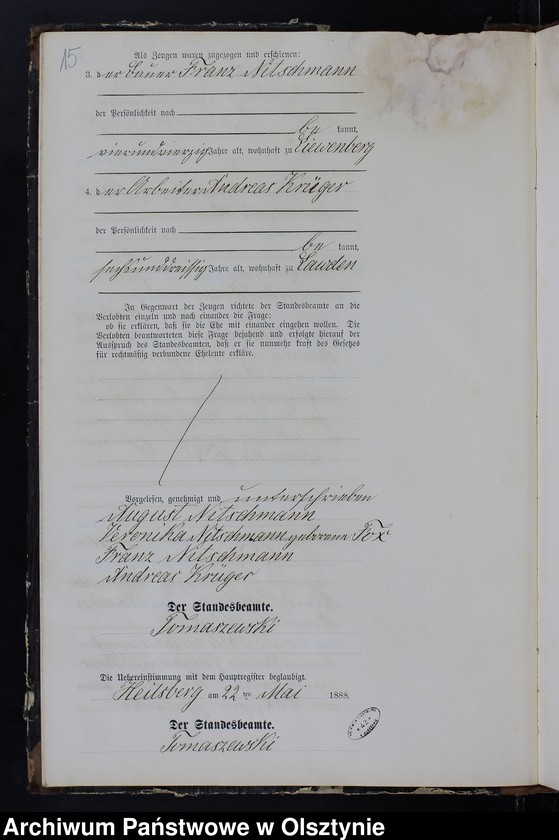 15
Als Zeugen waren zugezogen und erschienen:
3. der Bauer Franz Nitschmann
der Persönlichkeit nach
be kannt,
vierundvierzig Jahre alt, wohnhaft zu Liewenberg
4. der Arbeiter Andreas Krüger
der Persönlichkeit nach
be kannt,
sechsunddreissig Jahre alt, wohnhaft zu Lauden
In Gegenwart der Zeugen richtete der Standesbeamte an die
Verlobten einzeln und nach einander die Frage:
ob sie erklären, daß sie die Ehe mit einander eingehen wollen. Die
Verlobten beantworteten diese Frage bejahend und erfolgte hierauf der
Ausspruch des Standesbeamten, daß er sie nunmehr kraft des Gesetzes
für rechtmäßig verbundene Eheleute erkläre.
Vorgelesen, genehmigt und unterschrieben
August Nitschmann
Veronika Nitschmann geborene Fox
Franz Nitschmann
Andreas Krüger
Der Standesbeamte.
Tomaszewski
Die Uebereinstimmung mit dem Hauptregister beglaubigt.
Heilsberg am 22 ten Mai 1888.
Der Standesbeamte.
Tomaszewski
Archiwum Państwowe w Olsztynie